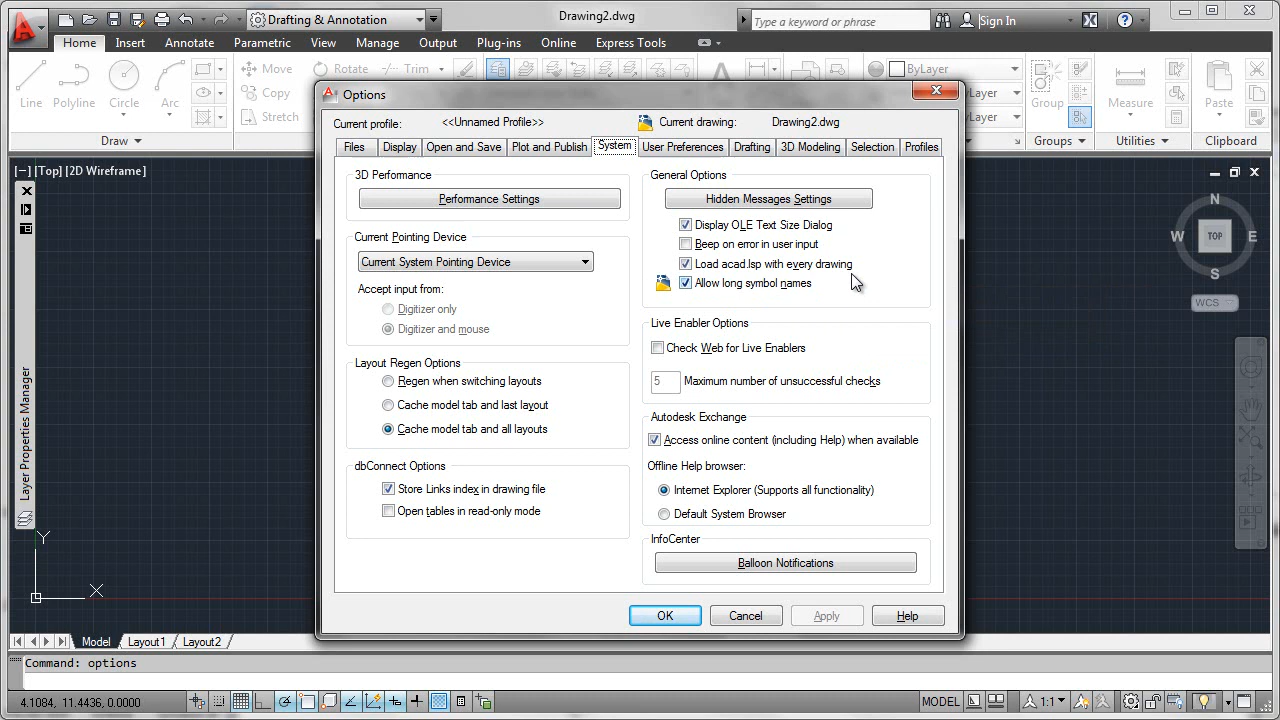 Drafting & Annotation
Drawing2.dwg
Type a keyword or phrase
Sign In
Home Insert Annotate Parametric View Manage Output Plug-ins Online Express Tools
Line Polyline Circle Arc
Move Rotate Trim
Copy
Stretch
ByLayer
ByLayer
ByLayer
Group Measure Paste
Draw Groups Utilities Clipboard
[−] [Top] [2D Wireframe]
Layer Properties Manager
N
W TOP E
S
WCS
Options
Current profile: <<Unnamed Profile>> Current drawing: Drawing2.dwg
Files Display Open and Save Plot and Publish System User Preferences Drafting 3D Modeling Selection Profiles
3D Performance
Performance Settings
Current Pointing Device
Current System Pointing Device
Accept input from:
Digitizer only
Digitizer and mouse
Layout Regen Options
Regen when switching layouts
Cache model tab and last layout
Cache model tab and all layouts
dbConnect Options
Store Links index in drawing file
Open tables in read-only mode
General Options
Hidden Messages Settings
Display OLE Text Size Dialog
Beep on error in user input
Load acad.lsp with every drawing
Allow long symbol names
Live Enabler Options
Check Web for Live Enablers
5 Maximum number of unsuccessful checks
Autodesk Exchange
Access online content (including Help) when available
Offline Help browser:
Internet Explorer (Supports all functionality)
Default System Browser
InfoCenter
Balloon Notifications
OK Cancel Apply Help
Y
X
Model Layout1 Layout2
Command: options
4.1084, 11.4436, 0.0000
MODEL
1:1